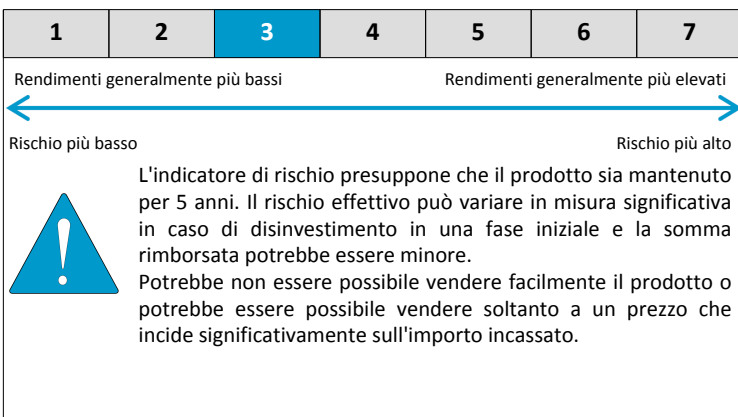 1 2 3 4 5 6 7
Rendimenti generalmente più bassi Rendimenti generalmente più elevati
Rischio più basso Rischio più alto
L'indicatore di rischio presuppone che il prodotto sia mantenuto
per 5 anni. Il rischio effettivo può variare in misura significativa
in caso di disinvestimento in una fase iniziale e la somma
rimborsata potrebbe essere minore.
Potrebbe non essere possibile vendere facilmente il prodotto o
potrebbe essere possibile vendere soltanto a un prezzo che
incide significativamente sull'importo incassato.